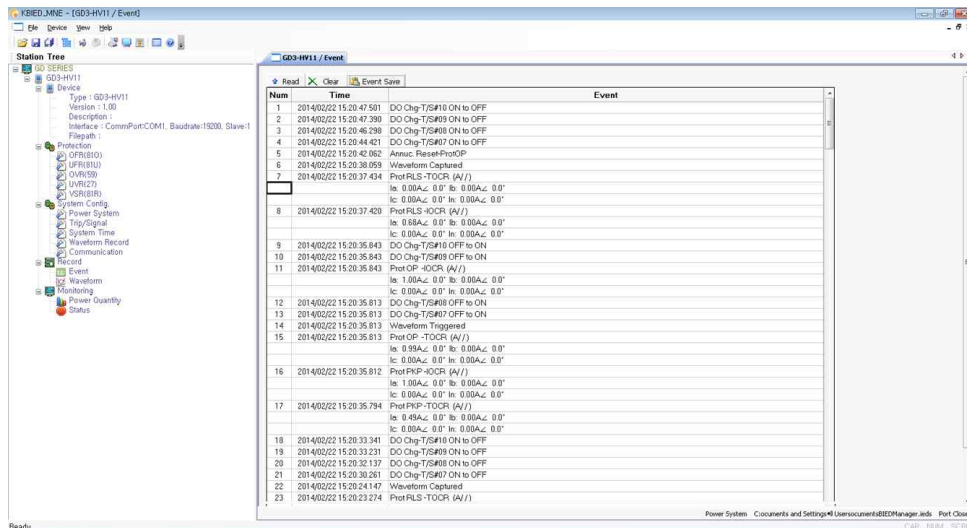 KBIED_MNE - [GD3-HV11 / Event]
File Device View Help
Station Tree
GD SERIES
GD3-HV11
Device
Type : GD3-HV11
Version : 1.00
Description :
Interface : CommPort:COM1, Baudrate:19200, Slave:1
Filepath :
Protection
OFR(81O)
UFR(81U)
OVR(59)
UVR(27)
VSR(81R)
System Config.
Power System
Trip/Signal
System Time
Waveform Record
Communication
Record
Event
Waveform
Monitoring
Power Quantity
Status
GD3-HV11 / Event
Read Clear Event Save
Num Time Event
1 2014/02/22 15:20:47.501 DO Chg-T/S#10 ON to OFF
2 2014/02/22 15:20:47.390 DO Chg-T/S#09 ON to OFF
3 2014/02/22 15:20:46.298 DO Chg-T/S#08 ON to OFF
4 2014/02/22 15:20:44.421 DO Chg-T/S#07 ON to OFF
5 2014/02/22 15:20:42.062 Annuc. Reset-ProtOP
6 2014/02/22 15:20:38.059 Waveform Captured
7 2014/02/22 15:20:37.434 Prot RLS -TOCR (A/ / )
Ia: 0.00A∠ 0.0° Ib: 0.00A∠ 0.0°
Ic: 0.00A∠ 0.0° In: 0.00A∠ 0.0°
8 2014/02/22 15:20:37.420 Prot RLS -IOCR (A/ / )
Ia: 0.68A∠ 0.0° Ib: 0.00A∠ 0.0°
Ic: 0.00A∠ 0.0° In: 0.00A∠ 0.0°
9 2014/02/22 15:20:35.843 DO Chg-T/S#10 OFF to ON
10 2014/02/22 15:20:35.843 DO Chg-T/S#09 OFF to ON
11 2014/02/22 15:20:35.843 Prot OP -IOCR (A/ / )
Ia: 1.00A∠ 0.0° Ib: 0.00A∠ 0.0°
Ic: 0.00A∠ 0.0° In: 0.00A∠ 0.0°
12 2014/02/22 15:20:35.813 DO Chg-T/S#08 OFF to ON
13 2014/02/22 15:20:35.813 DO Chg-T/S#07 OFF to ON
14 2014/02/22 15:20:35.813 Waveform Triggered
15 2014/02/22 15:20:35.813 Prot OP -TOCR (A/ / )
Ia: 0.99A∠ 0.0° Ib: 0.00A∠ 0.0°
Ic: 0.00A∠ 0.0° In: 0.00A∠ 0.0°
16 2014/02/22 15:20:35.812 Prot PKP -IOCR (A/ / )
Ia: 1.00A∠ 0.0° Ib: 0.00A∠ 0.0°
Ic: 0.00A∠ 0.0° In: 0.00A∠ 0.0°
17 2014/02/22 15:20:35.794 Prot PKP -TOCR (A/ / )
Ia: 0.49A∠ 0.0° Ib: 0.00A∠ 0.0°
Ic: 0.00A∠ 0.0° In: 0.00A∠ 0.0°
18 2014/02/22 15:20:33.341 DO Chg-T/S#10 ON to OFF
19 2014/02/22 15:20:33.231 DO Chg-T/S#09 ON to OFF
20 2014/02/22 15:20:32.137 DO Chg-T/S#08 ON to OFF
21 2014/02/22 15:20:30.261 DO Chg-T/S#07 ON to OFF
22 2014/02/22 15:20:24.147 Waveform Captured
23 2014/02/22 15:20:23.274 Prot RLS -TOCR (A/ / )
Power System Port Close
Ready CAP NUM SCRL